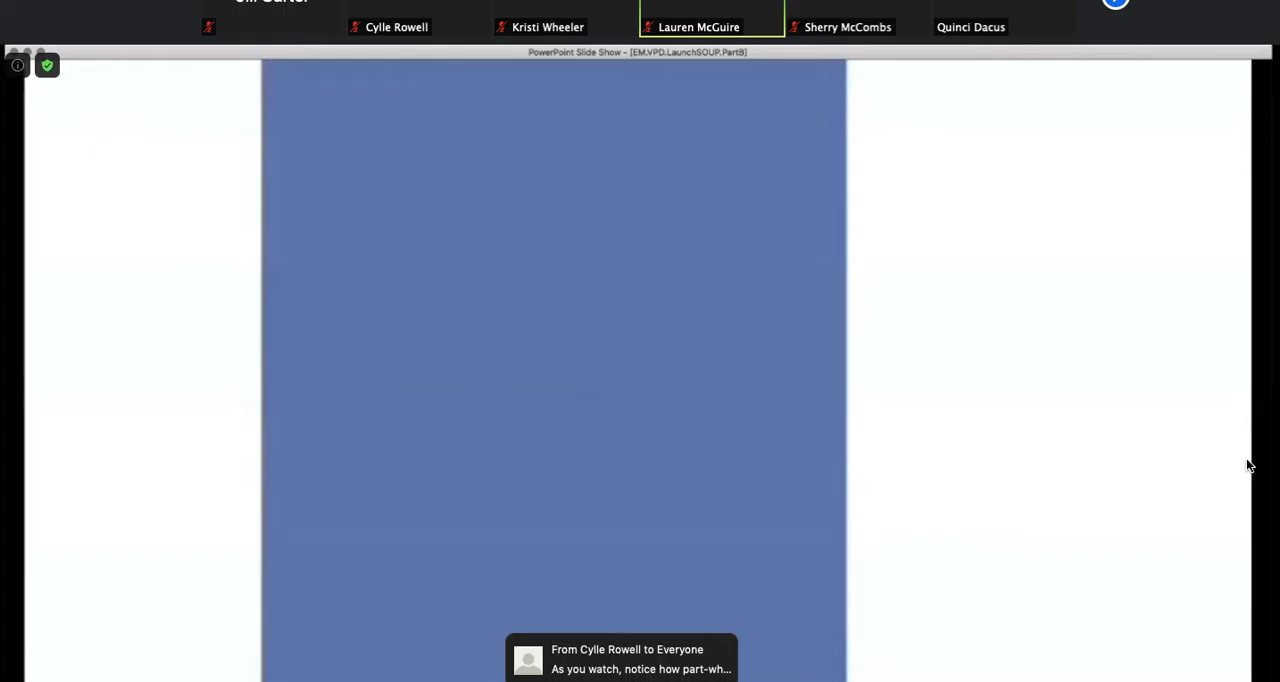 Cylle Rowell
Kristi Wheeler
Lauren McGuire
Sherry McCombs
Quinci Dacus
PowerPoint Slide Show - [EM.VPD.LaunchSOUP.PartB]
From Cylle Rowell to Everyone
As you watch, notice how part-wh...